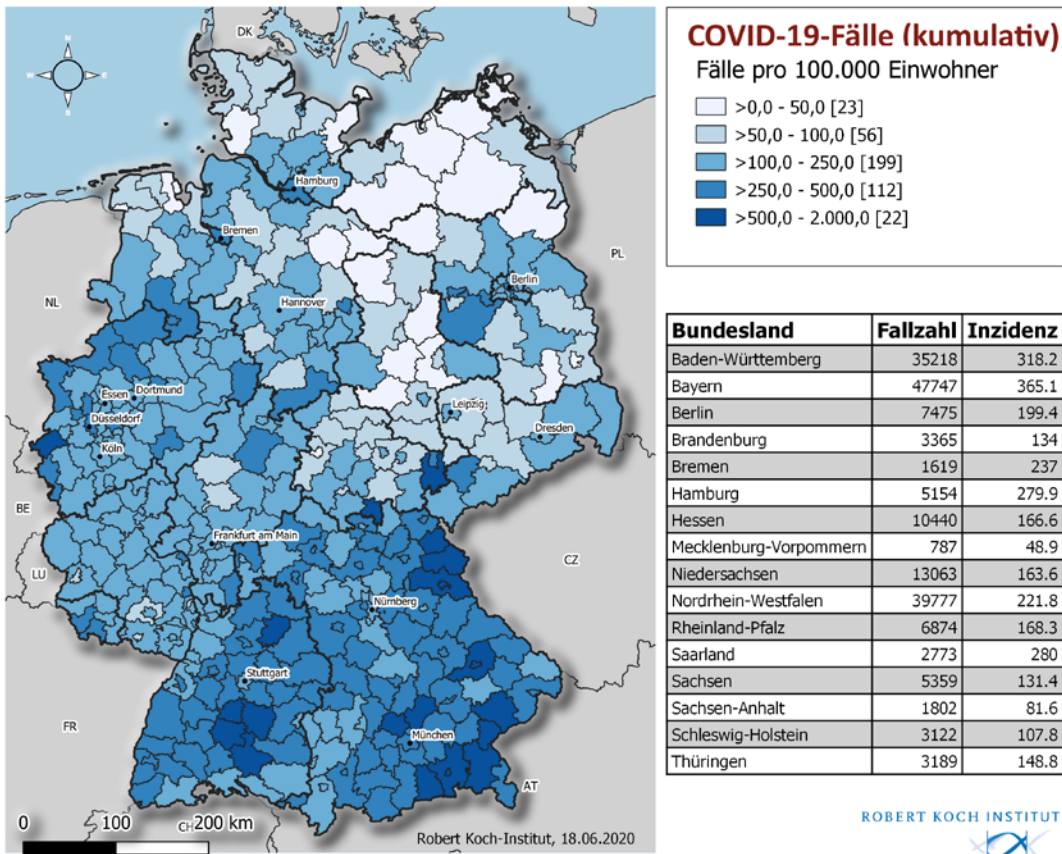 COVID-19-Fälle (kumulativ)
Fälle pro 100.000 Einwohner
>0,0 - 50,0 [23]
>50,0 - 100,0 [56]
>100,0 - 250,0 [199]
>250,0 - 500,0 [112]
>500,0 - 2.000,0 [22]
N
W E
S
DK
Hamburg
Bremen
PL
Berlin
NL
Hannover
Essen Dortmund
Düsseldorf
Leipzig
Dresden
Köln
BE
Frankfurt am Main
CZ
LU
Nürnberg
Stuttgart
FR
München
AT
CH
0 100 200 km
Robert Koch-Institut, 18.06.2020
Bundesland Fallzahl Inzidenz
Baden-Württemberg 35218 318.2
Bayern 47747 365.1
Berlin 7475 199.4
Brandenburg 3365 134
Bremen 1619 237
Hamburg 5154 279.9
Hessen 10440 166.6
Mecklenburg-Vorpommern 787 48.9
Niedersachsen 13063 163.6
Nordrhein-Westfalen 39777 221.8
Rheinland-Pfalz 6874 168.3
Saarland 2773 280
Sachsen 5359 131.4
Sachsen-Anhalt 1802 81.6
Schleswig-Holstein 3122 107.8
Thüringen 3189 148.8
ROBERT KOCH INSTITUT